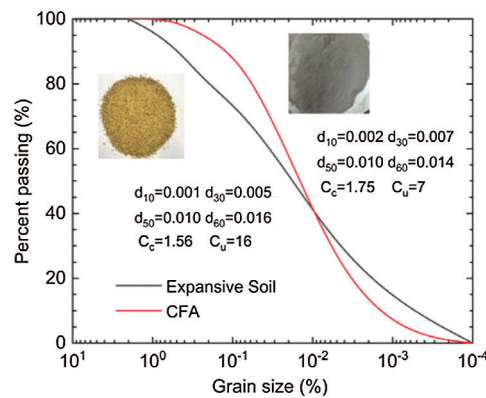 100
80
60
40
20
0
Percent passing (%)
d₁₀=0.002 d₃₀=0.007
d₅₀=0.010 d₆₀=0.014
C꜀=1.75 Cᵤ=7
d₁₀=0.001 d₃₀=0.005
d₅₀=0.010 d₆₀=0.016
C꜀=1.56 Cᵤ=16
Expansive Soil
CFA
10¹ 10⁰ 10⁻¹ 10⁻² 10⁻³ 10⁻⁴
Grain size (%)